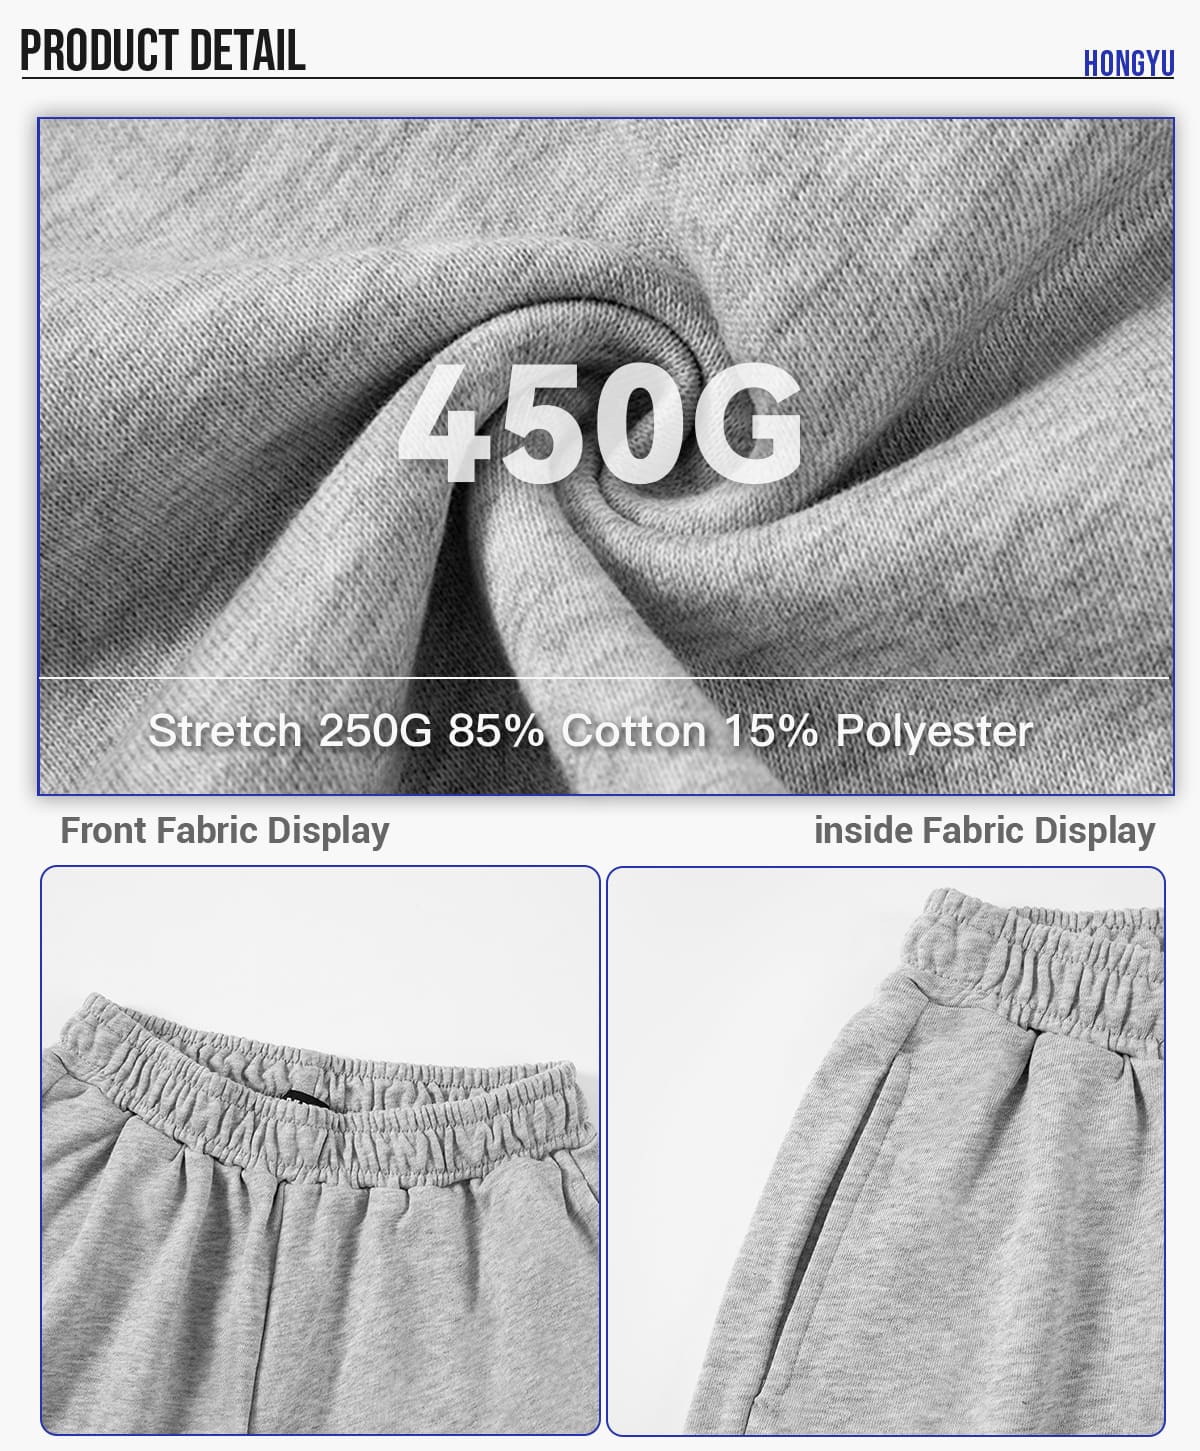 PRODUCT DETAIL
HONGYU
450G
Stretch 250G 85% Cotton 15% Polyester
Front Fabric Display
inside Fabric Display